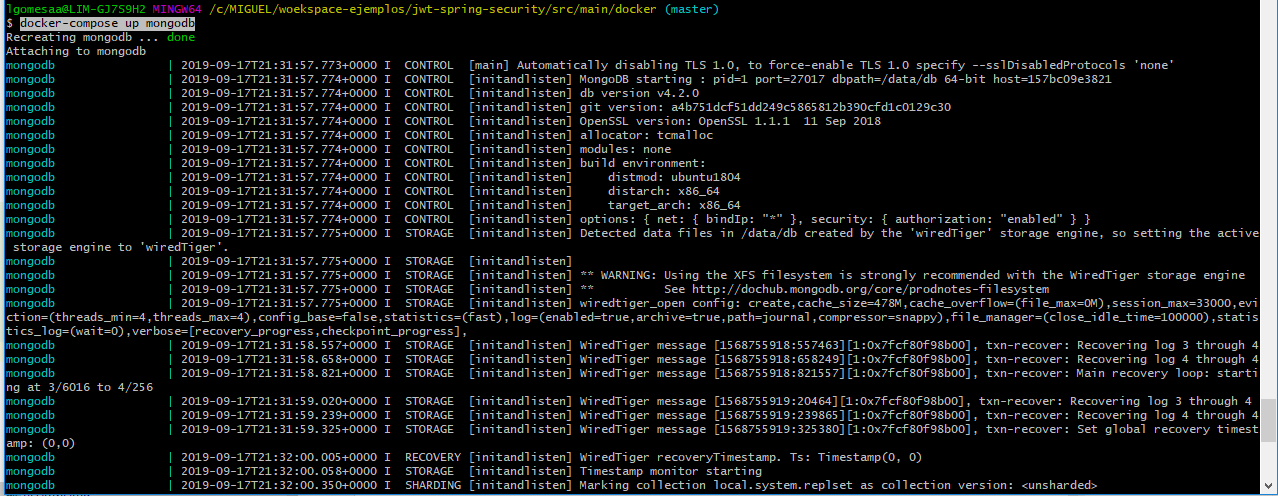 lgomesaa@LIM-GJ7S9H2 MINGW64 /c/MIGUEL/woekspace-ejemplos/jwt-spring-security/src/main/docker (master)
$ docker-compose up mongodb
Recreating mongodb ... done
Attaching to mongodb
mongodb | 2019-09-17T21:31:57.773+0000 I CONTROL [main] Automatically disabling TLS 1.0, to force-enable TLS 1.0 specify --sslDisabledProtocols 'none'
mongodb | 2019-09-17T21:31:57.774+0000 I CONTROL [initandlisten] MongoDB starting : pid=1 port=27017 dbpath=/data/db 64-bit host=157bc09e3821
mongodb | 2019-09-17T21:31:57.774+0000 I CONTROL [initandlisten] db version v4.2.0
mongodb | 2019-09-17T21:31:57.774+0000 I CONTROL [initandlisten] git version: a4b751dcf51dd249c5865812b390cfd1c0129c30
mongodb | 2019-09-17T21:31:57.774+0000 I CONTROL [initandlisten] OpenSSL version: OpenSSL 1.1.1 11 Sep 2018
mongodb | 2019-09-17T21:31:57.774+0000 I CONTROL [initandlisten] allocator: tcmalloc
mongodb | 2019-09-17T21:31:57.774+0000 I CONTROL [initandlisten] modules: none
mongodb | 2019-09-17T21:31:57.774+0000 I CONTROL [initandlisten] build environment:
mongodb | 2019-09-17T21:31:57.774+0000 I CONTROL [initandlisten] distmod: ubuntu1804
mongodb | 2019-09-17T21:31:57.774+0000 I CONTROL [initandlisten] distarch: x86_64
mongodb | 2019-09-17T21:31:57.774+0000 I CONTROL [initandlisten] target_arch: x86_64
mongodb | 2019-09-17T21:31:57.774+0000 I CONTROL [initandlisten] options: { net: { bindIp: "*" }, security: { authorization: "enabled" } }
mongodb | 2019-09-17T21:31:57.775+0000 I STORAGE [initandlisten] Detected data files in /data/db created by the 'wiredTiger' storage engine, so setting the active
storage engine to 'wiredTiger'.
mongodb | 2019-09-17T21:31:57.775+0000 I STORAGE [initandlisten]
mongodb | 2019-09-17T21:31:57.775+0000 I STORAGE [initandlisten] ** WARNING: Using the XFS filesystem is strongly recommended with the WiredTiger storage engine
mongodb | 2019-09-17T21:31:57.775+0000 I STORAGE [initandlisten] ** See http://dochub.mongodb.org/core/prodnotes-filesystem
mongodb | 2019-09-17T21:31:57.775+0000 I STORAGE [initandlisten] wiredtiger_open config: create,cache_size=478M,cache_overflow=(file_max=0M),session_max=33000,evi
ction=(threads_min=4,threads_max=4),config_base=false,statistics=(fast),log=(enabled=true,archive=true,path=journal,compressor=snappy),file_manager=(close_idle_time=100000),statis
tics_log=(wait=0),verbose=[recovery_progress,checkpoint_progress],
mongodb | 2019-09-17T21:31:58.557+0000 I STORAGE [initandlisten] WiredTiger message [1568755918:557463][1:0x7fcf80f98b00], txn-recover: Recovering log 3 through 4
mongodb | 2019-09-17T21:31:58.658+0000 I STORAGE [initandlisten] WiredTiger message [1568755918:658249][1:0x7fcf80f98b00], txn-recover: Recovering log 4 through 4
mongodb | 2019-09-17T21:31:58.821+0000 I STORAGE [initandlisten] WiredTiger message [1568755918:821557][1:0x7fcf80f98b00], txn-recover: Main recovery loop: starti
ng at 3/6016 to 4/256
mongodb | 2019-09-17T21:31:59.020+0000 I STORAGE [initandlisten] WiredTiger message [1568755919:20464][1:0x7fcf80f98b00], txn-recover: Recovering log 3 through 4
mongodb | 2019-09-17T21:31:59.239+0000 I STORAGE [initandlisten] WiredTiger message [1568755919:239865][1:0x7fcf80f98b00], txn-recover: Recovering log 4 through 4
mongodb | 2019-09-17T21:31:59.325+0000 I STORAGE [initandlisten] WiredTiger message [1568755919:325380][1:0x7fcf80f98b00], txn-recover: Set global recovery timest
amp: (0,0)
mongodb | 2019-09-17T21:32:00.005+0000 I RECOVERY [initandlisten] WiredTiger recoveryTimestamp. Ts: Timestamp(0, 0)
mongodb | 2019-09-17T21:32:00.058+0000 I STORAGE [initandlisten] Timestamp monitor starting
mongodb | 2019-09-17T21:32:00.350+0000 I SHARDING [initandlisten] Marking collection local.system.replset as collection version: <unsharded>